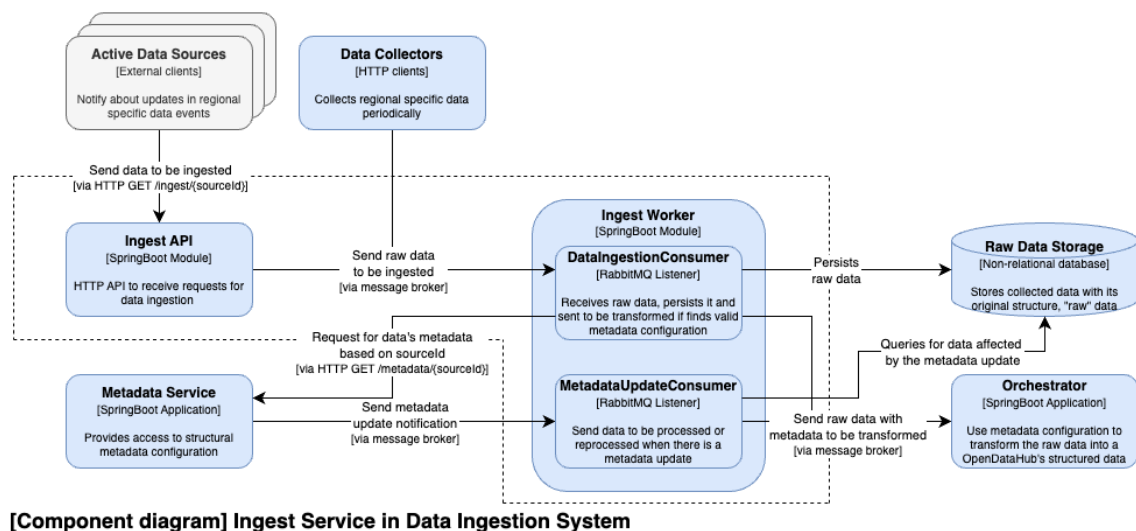 Active Data Sources
[External clients]
Notify about updates in regional
specific data events
Data Collectors
[HTTP clients]
Collects regional specific data
periodically
Send data to be ingested
[via HTTP GET /ingest/{sourceId}]
Ingest API
[SpringBoot Module]
HTTP API to receive requests for
data ingestion
Send raw data
to be ingested
[via message broker]
Ingest Worker
[SpringBoot Module]
DataIngestionConsumer
[RabbitMQ Listener]
Receives raw data, persists it and
sent to be transformed if finds valid
metadata configuration
Persists
raw data
Raw Data Storage
[Non-relational database]
Stores collected data with its
original structure, "raw" data
Request for data's metadata
based on sourceId
[via HTTP GET /metadata/{sourceId}]
Queries for data affected
by the metadata update
Metadata Service
[SpringBoot Application]
Provides access to structural
metadata configuration
Send metadata
update notification
[via message broker]
MetadataUpdateConsumer
[RabbitMQ Listener]
Send data to be processed or
reprocessed when there is a
metadata update
Send raw data with
metadata to be transformed
[via message broker]
Orchestrator
[SpringBoot Application]
Use metadata configuration to
transform the raw data into a
OpenDataHub's structured data
[Component diagram] Ingest Service in Data Ingestion System